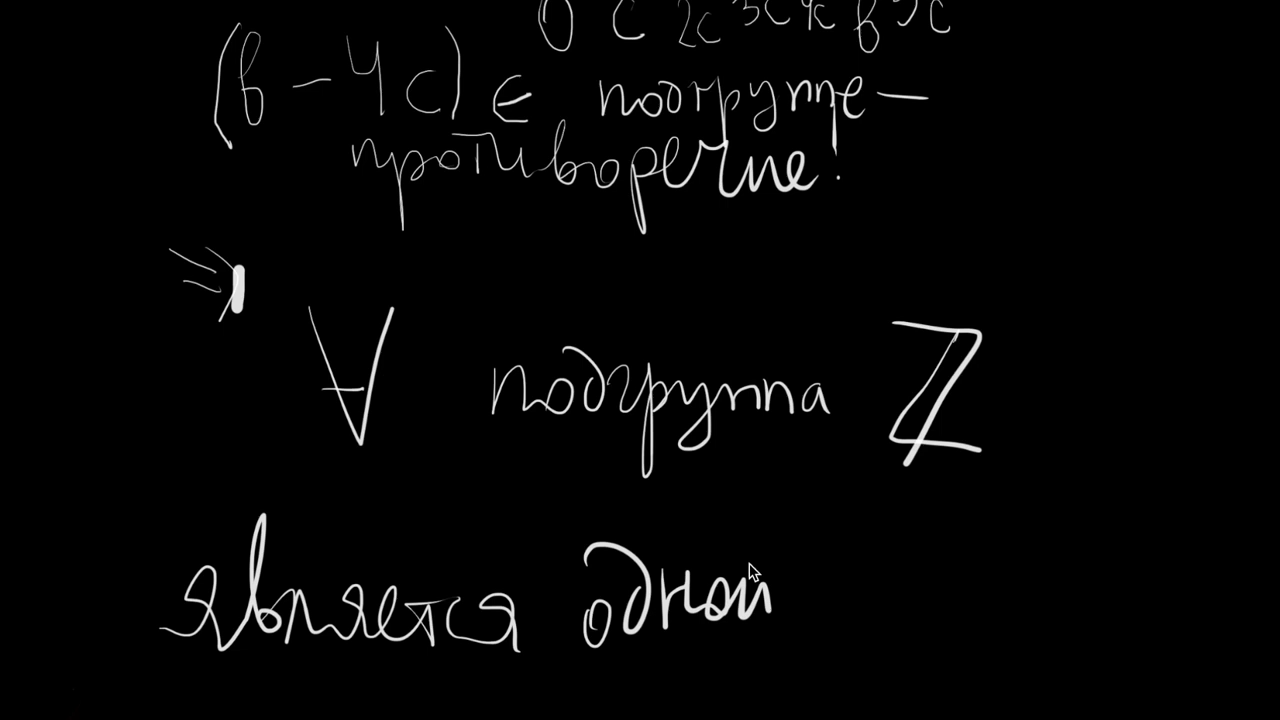 0 c 2c 3c 4c в 5c
(в - 4c) ∈ подгруппе -
противоречие!
⇒
∀ подгруппа ℤ
является одной